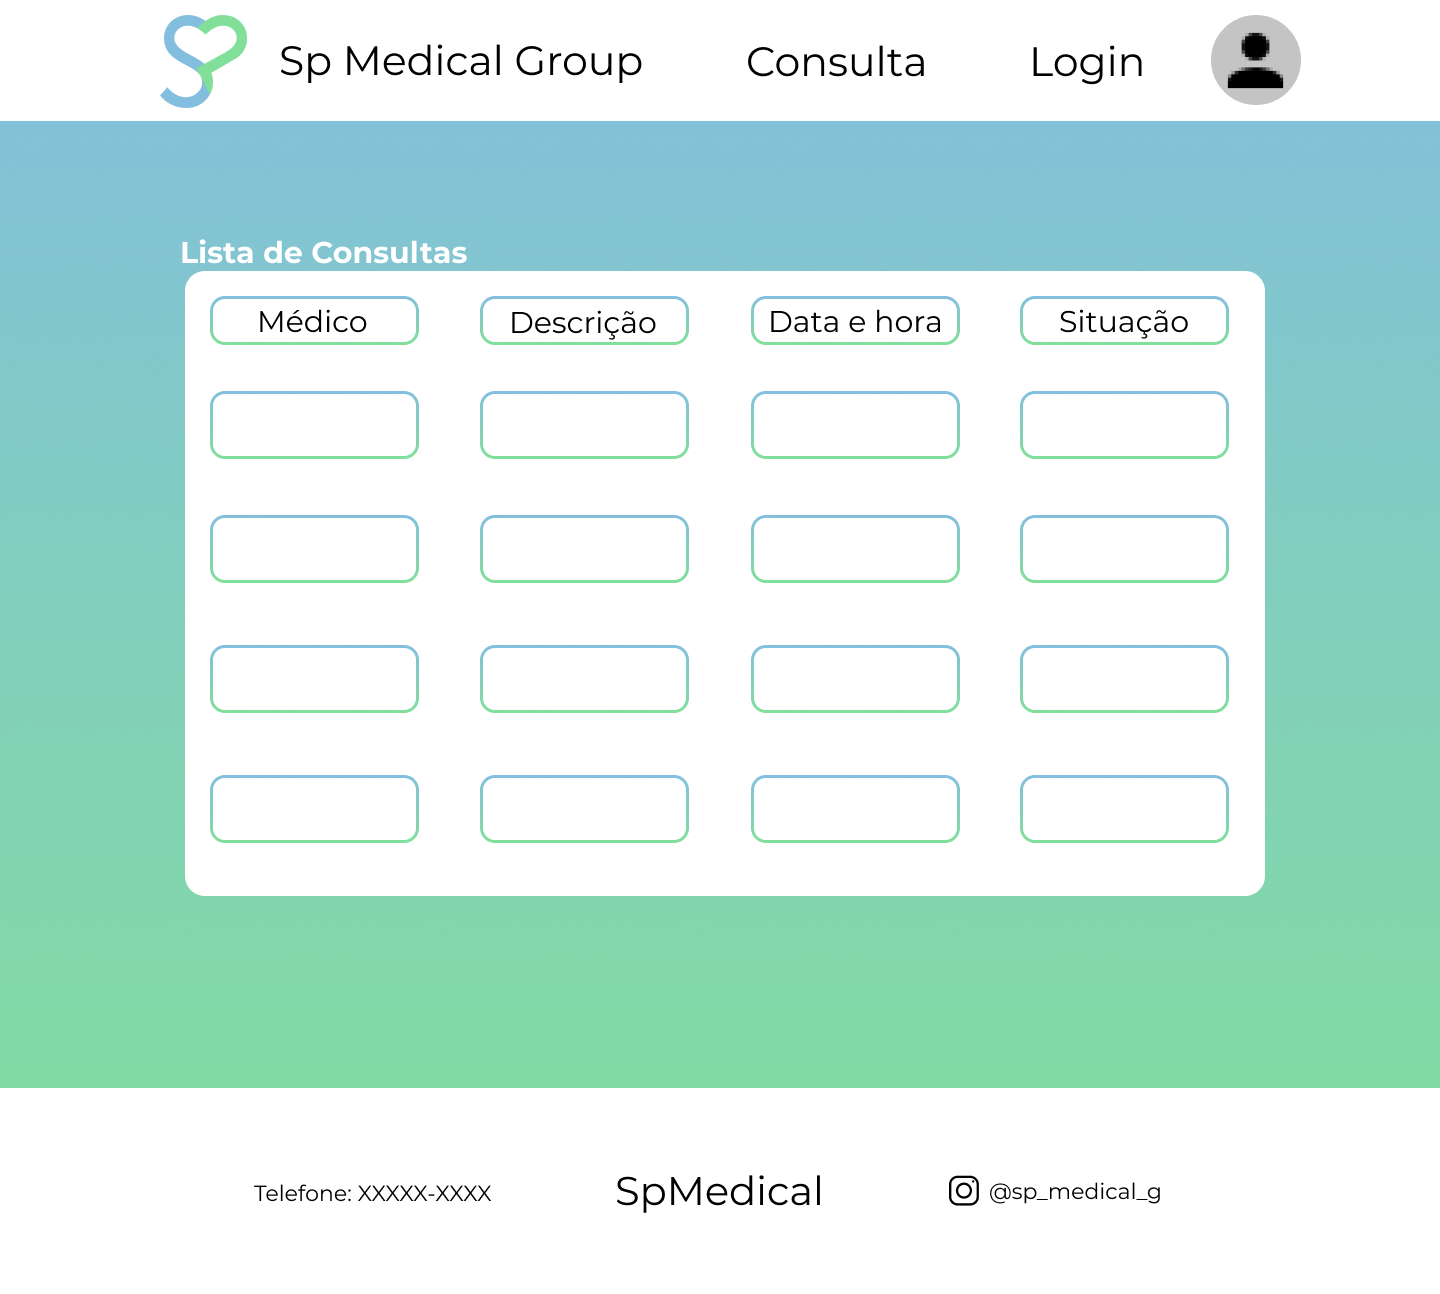 Sp Medical Group
Consulta
Login
Lista de Consultas
Médico
Descrição
Data e hora
Situação
Telefone: XXXXX-XXXX
SpMedical
@sp_medical_g